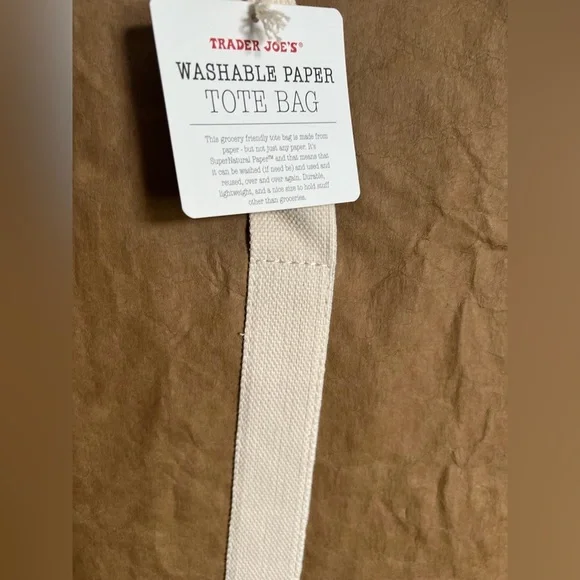 TRADER JOE'S®
WASHABLE PAPER
TOTE BAG
This grocery friendly tote bag is made from
paper - but not just any paper. It's
SuperNatural Paper™ and that means that
it can be washed (if need be) and used and
reused, over and over again. Durable,
lightweight, and a nice size to hold stuff
other than groceries.